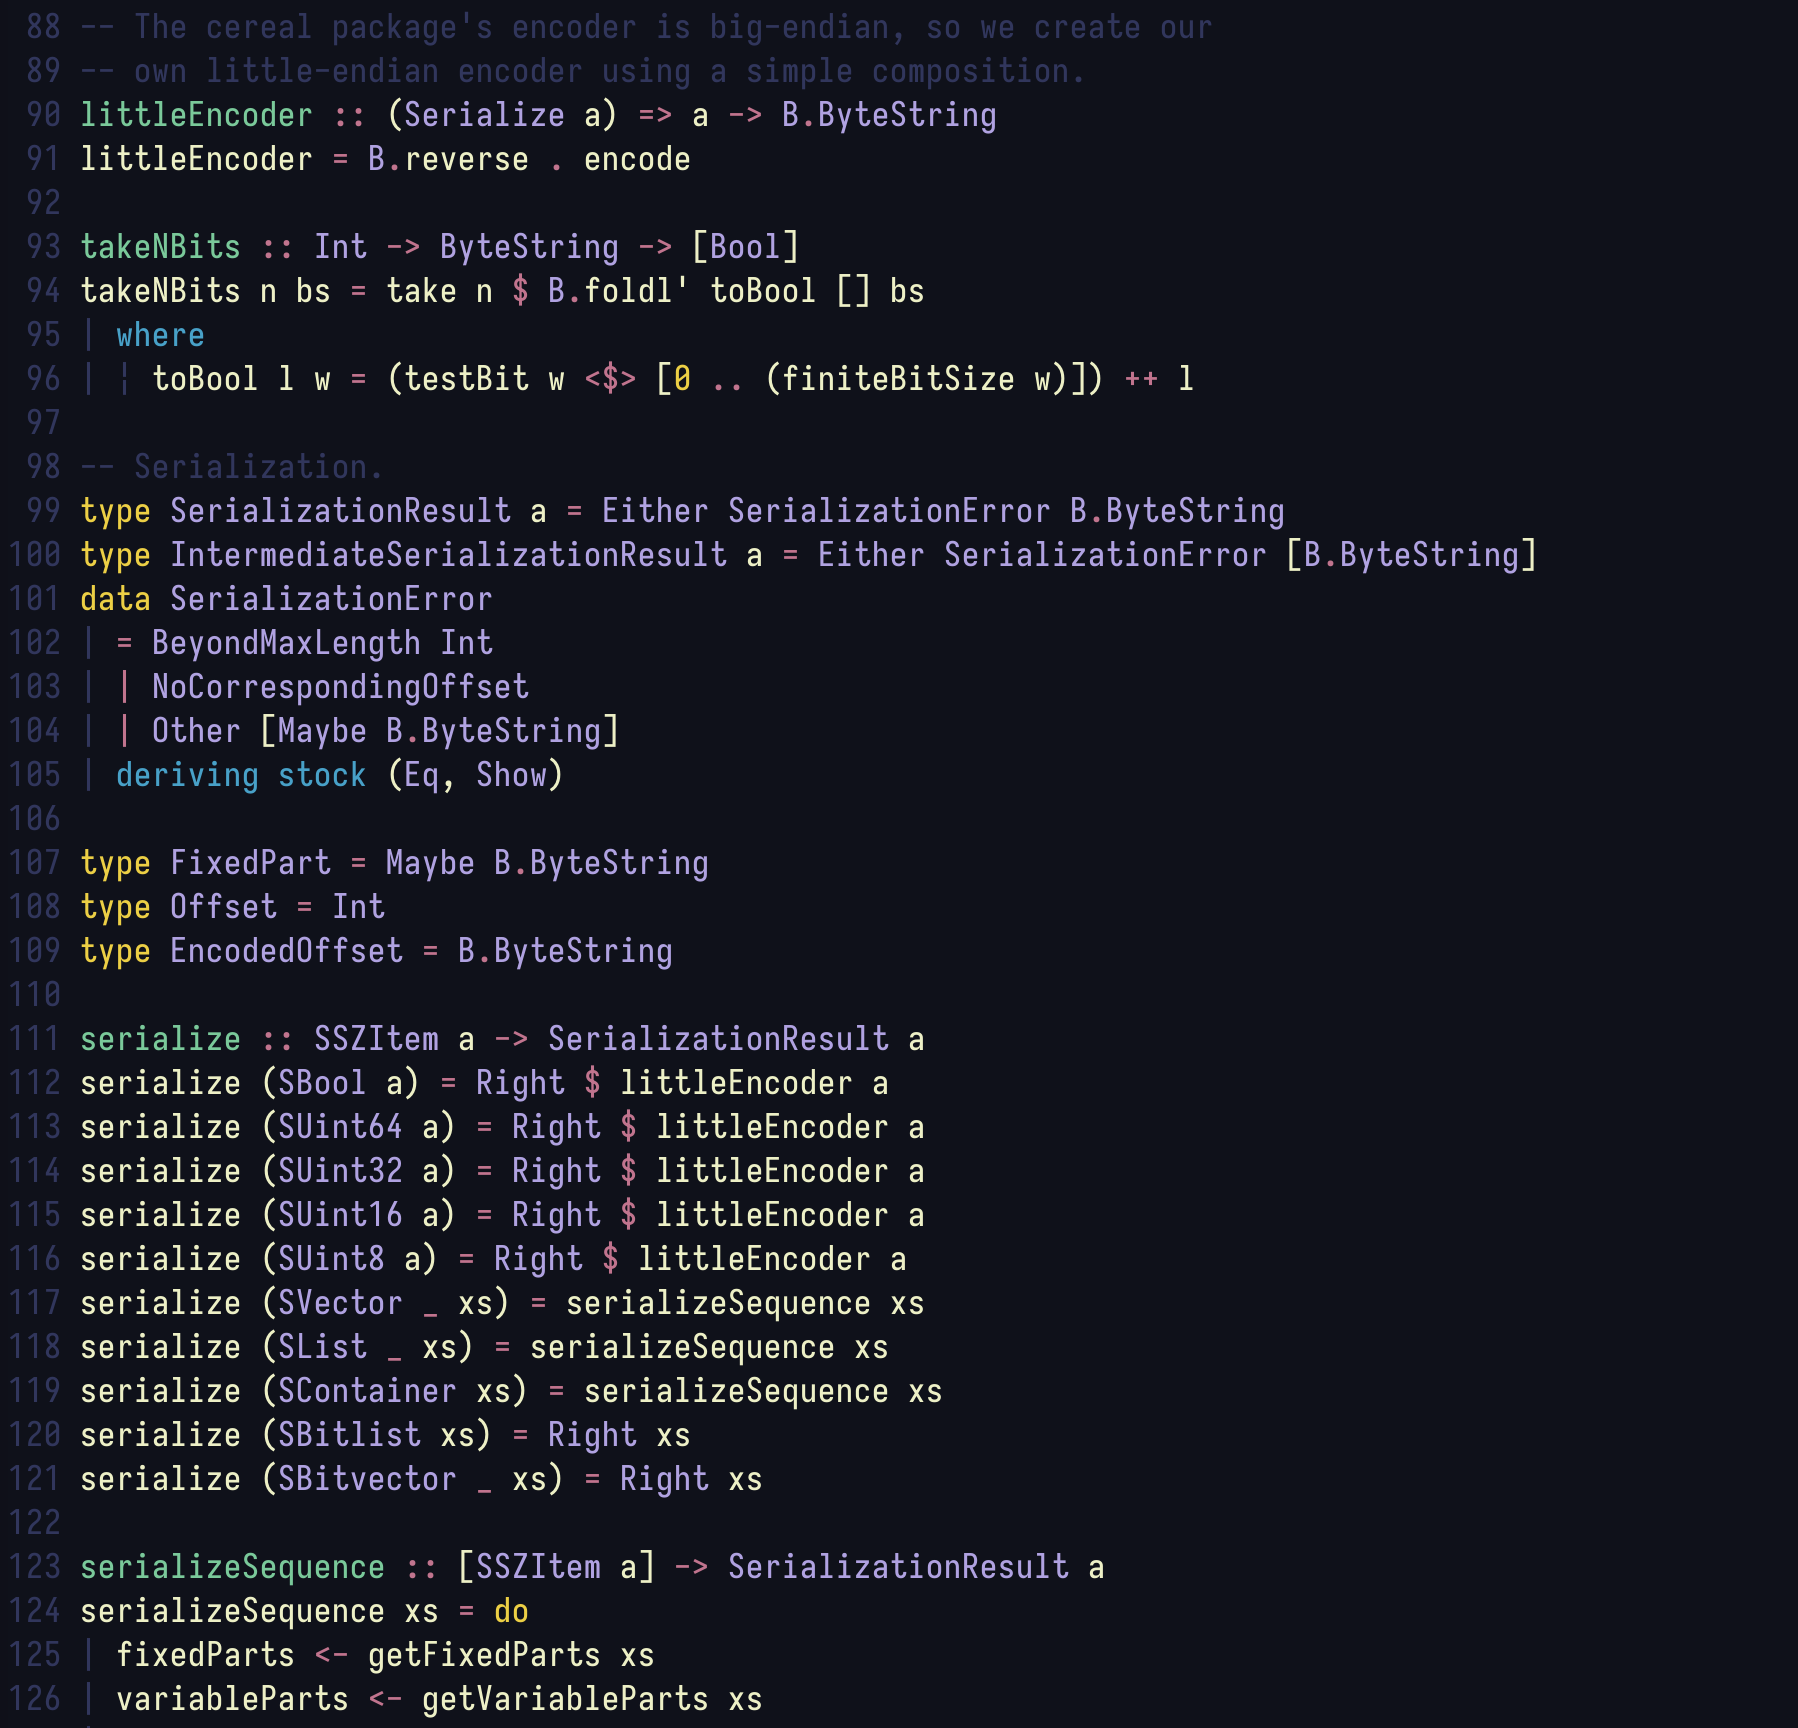 88 -- The cereal package's encoder is big-endian, so we create our
89 -- own little-endian encoder using a simple composition.
90 littleEncoder :: (Serialize a) => a -> B.ByteString
91 littleEncoder = B.reverse . encode
92
93 takeNBits :: Int -> ByteString -> [Bool]
94 takeNBits n bs = take n $ B.foldl' toBool [] bs
95 where
96 toBool l w = (testBit w <$> [0 .. (finiteBitSize w)]) ++ l
97
98 -- Serialization.
99 type SerializationResult a = Either SerializationError B.ByteString
100 type IntermediateSerializationResult a = Either SerializationError [B.ByteString]
101 data SerializationError
102 = BeyondMaxLength Int
103 | NoCorrespondingOffset
104 | Other [Maybe B.ByteString]
105 deriving stock (Eq, Show)
106
107 type FixedPart = Maybe B.ByteString
108 type Offset = Int
109 type EncodedOffset = B.ByteString
110
111 serialize :: SSZItem a -> SerializationResult a
112 serialize (SBool a) = Right $ littleEncoder a
113 serialize (SUint64 a) = Right $ littleEncoder a
114 serialize (SUint32 a) = Right $ littleEncoder a
115 serialize (SUint16 a) = Right $ littleEncoder a
116 serialize (SUint8 a) = Right $ littleEncoder a
117 serialize (SVector _ xs) = serializeSequence xs
118 serialize (SList _ xs) = serializeSequence xs
119 serialize (SContainer xs) = serializeSequence xs
120 serialize (SBitlist xs) = Right xs
121 serialize (SBitvector _ xs) = Right xs
122
123 serializeSequence :: [SSZItem a] -> SerializationResult a
124 serializeSequence xs = do
125 fixedParts <- getFixedParts xs
126 variableParts <- getVariableParts xs